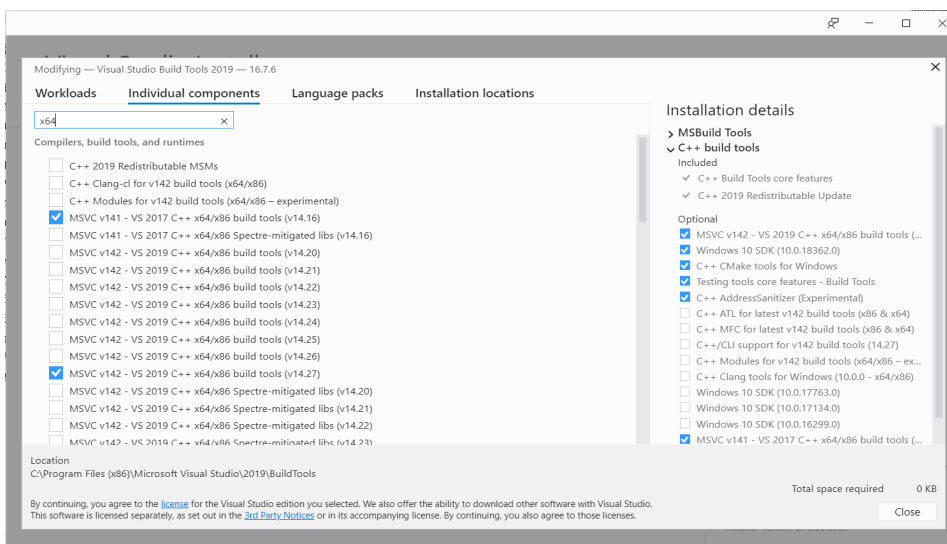 Modifying — Visual Studio Build Tools 2019 — 16.7.6
Workloads Individual components Language packs Installation locations
x64
Compilers, build tools, and runtimes
C++ 2019 Redistributable MSMs
C++ Clang-cl for v142 build tools (x64/x86)
C++ Modules for v142 build tools (x64/x86 – experimental)
MSVC v141 - VS 2017 C++ x64/x86 build tools (v14.16)
MSVC v141 - VS 2017 C++ x64/x86 Spectre-mitigated libs (v14.16)
MSVC v142 - VS 2019 C++ x64/x86 build tools (v14.20)
MSVC v142 - VS 2019 C++ x64/x86 build tools (v14.21)
MSVC v142 - VS 2019 C++ x64/x86 build tools (v14.22)
MSVC v142 - VS 2019 C++ x64/x86 build tools (v14.23)
MSVC v142 - VS 2019 C++ x64/x86 build tools (v14.24)
MSVC v142 - VS 2019 C++ x64/x86 build tools (v14.25)
MSVC v142 - VS 2019 C++ x64/x86 build tools (v14.26)
MSVC v142 - VS 2019 C++ x64/x86 build tools (v14.27)
MSVC v142 - VS 2019 C++ x64/x86 Spectre-mitigated libs (v14.20)
MSVC v142 - VS 2019 C++ x64/x86 Spectre-mitigated libs (v14.21)
MSVC v142 - VS 2019 C++ x64/x86 Spectre-mitigated libs (v14.22)
MSVC v142 - VS 2019 C++ x64/x86 Spectre-mitigated libs (v14.23)
Installation details
MSBuild Tools
C++ build tools
Included
C++ Build Tools core features
C++ 2019 Redistributable Update
Optional
MSVC v142 - VS 2019 C++ x64/x86 build tools (...
Windows 10 SDK (10.0.18362.0)
C++ CMake tools for Windows
Testing tools core features - Build Tools
C++ AddressSanitizer (Experimental)
C++ ATL for latest v142 build tools (x86 & x64)
C++ MFC for latest v142 build tools (x86 & x64)
C++/CLI support for v142 build tools (14.27)
C++ Modules for v142 build tools (x64/x86 – ex...
C++ Clang tools for Windows (10.0.0 - x64/x86)
Windows 10 SDK (10.0.17763.0)
Windows 10 SDK (10.0.17134.0)
Windows 10 SDK (10.0.16299.0)
MSVC v141 - VS 2017 C++ x64/x86 build tools (...
Location
C:\Program Files (x86)\Microsoft Visual Studio\2019\BuildTools
Total space required 0 KB
By continuing, you agree to the license for the Visual Studio edition you selected. We also offer the ability to download other software with Visual Studio.
This software is licensed separately, as set out in the 3rd Party Notices or in its accompanying license. By continuing, you also agree to those licenses.
Close